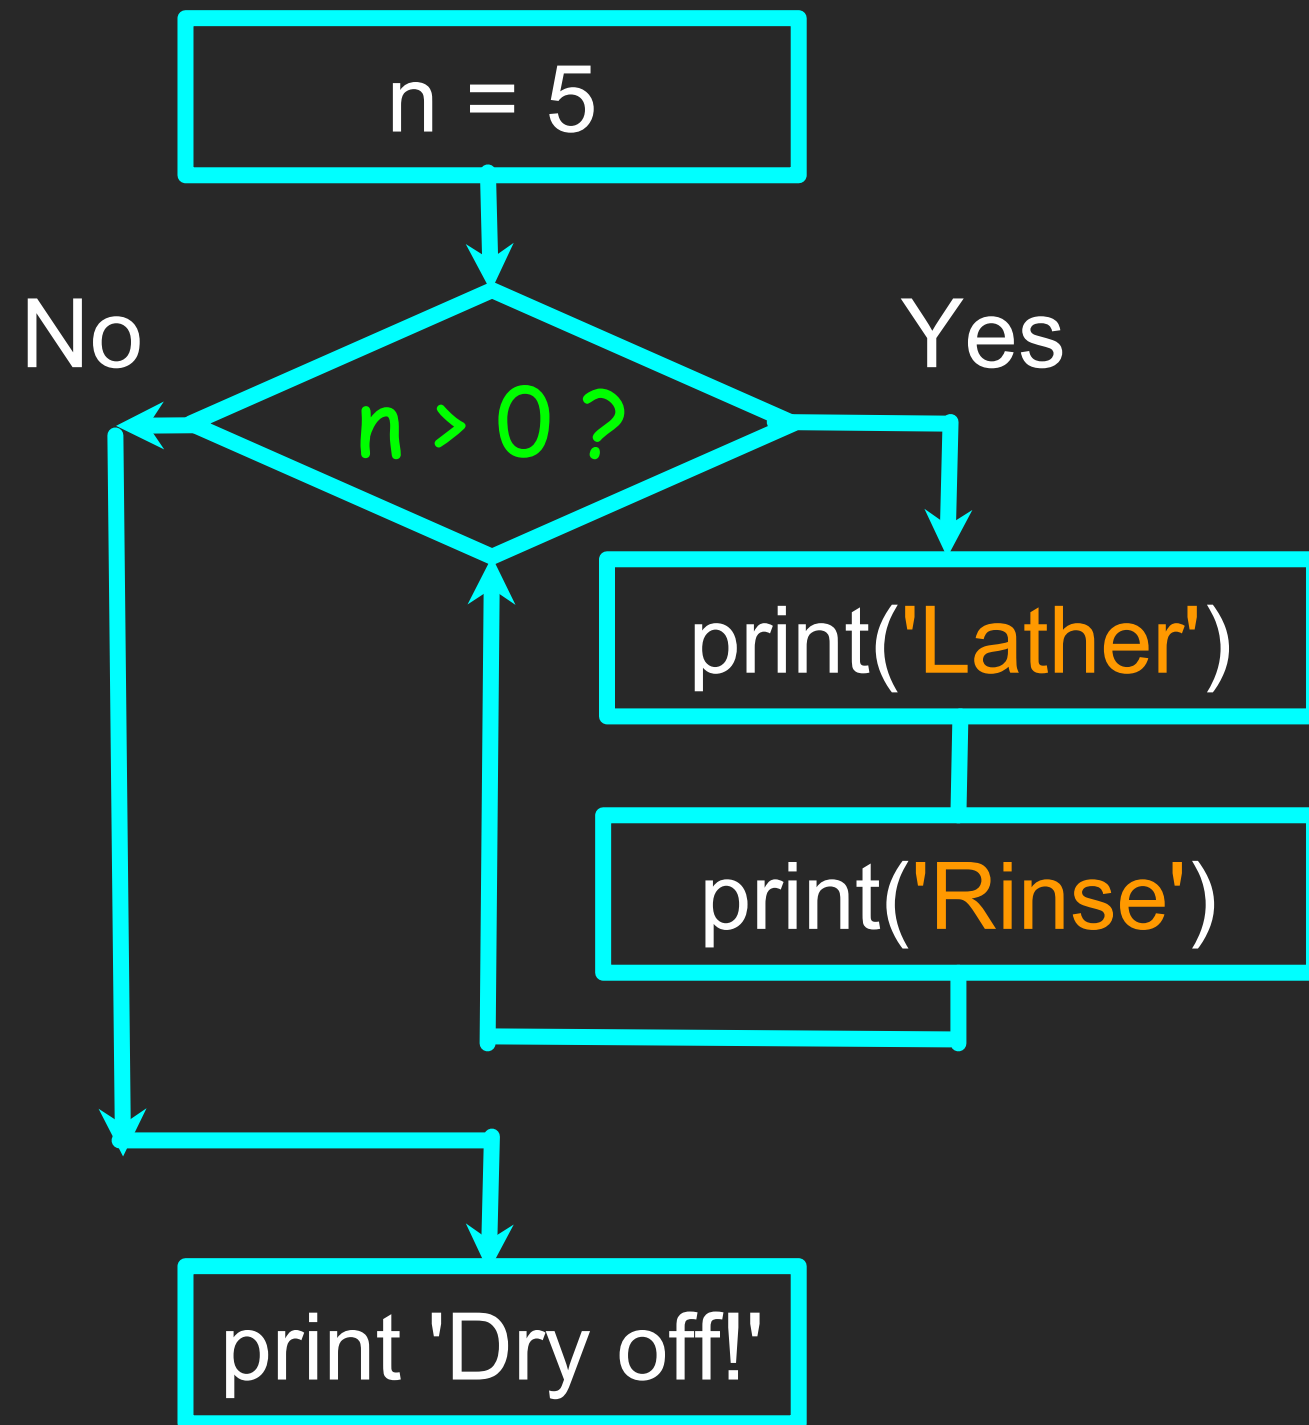 n = 5
No
Yes
n > 0 ?
print('Lather')
print('Rinse')
print 'Dry off!'